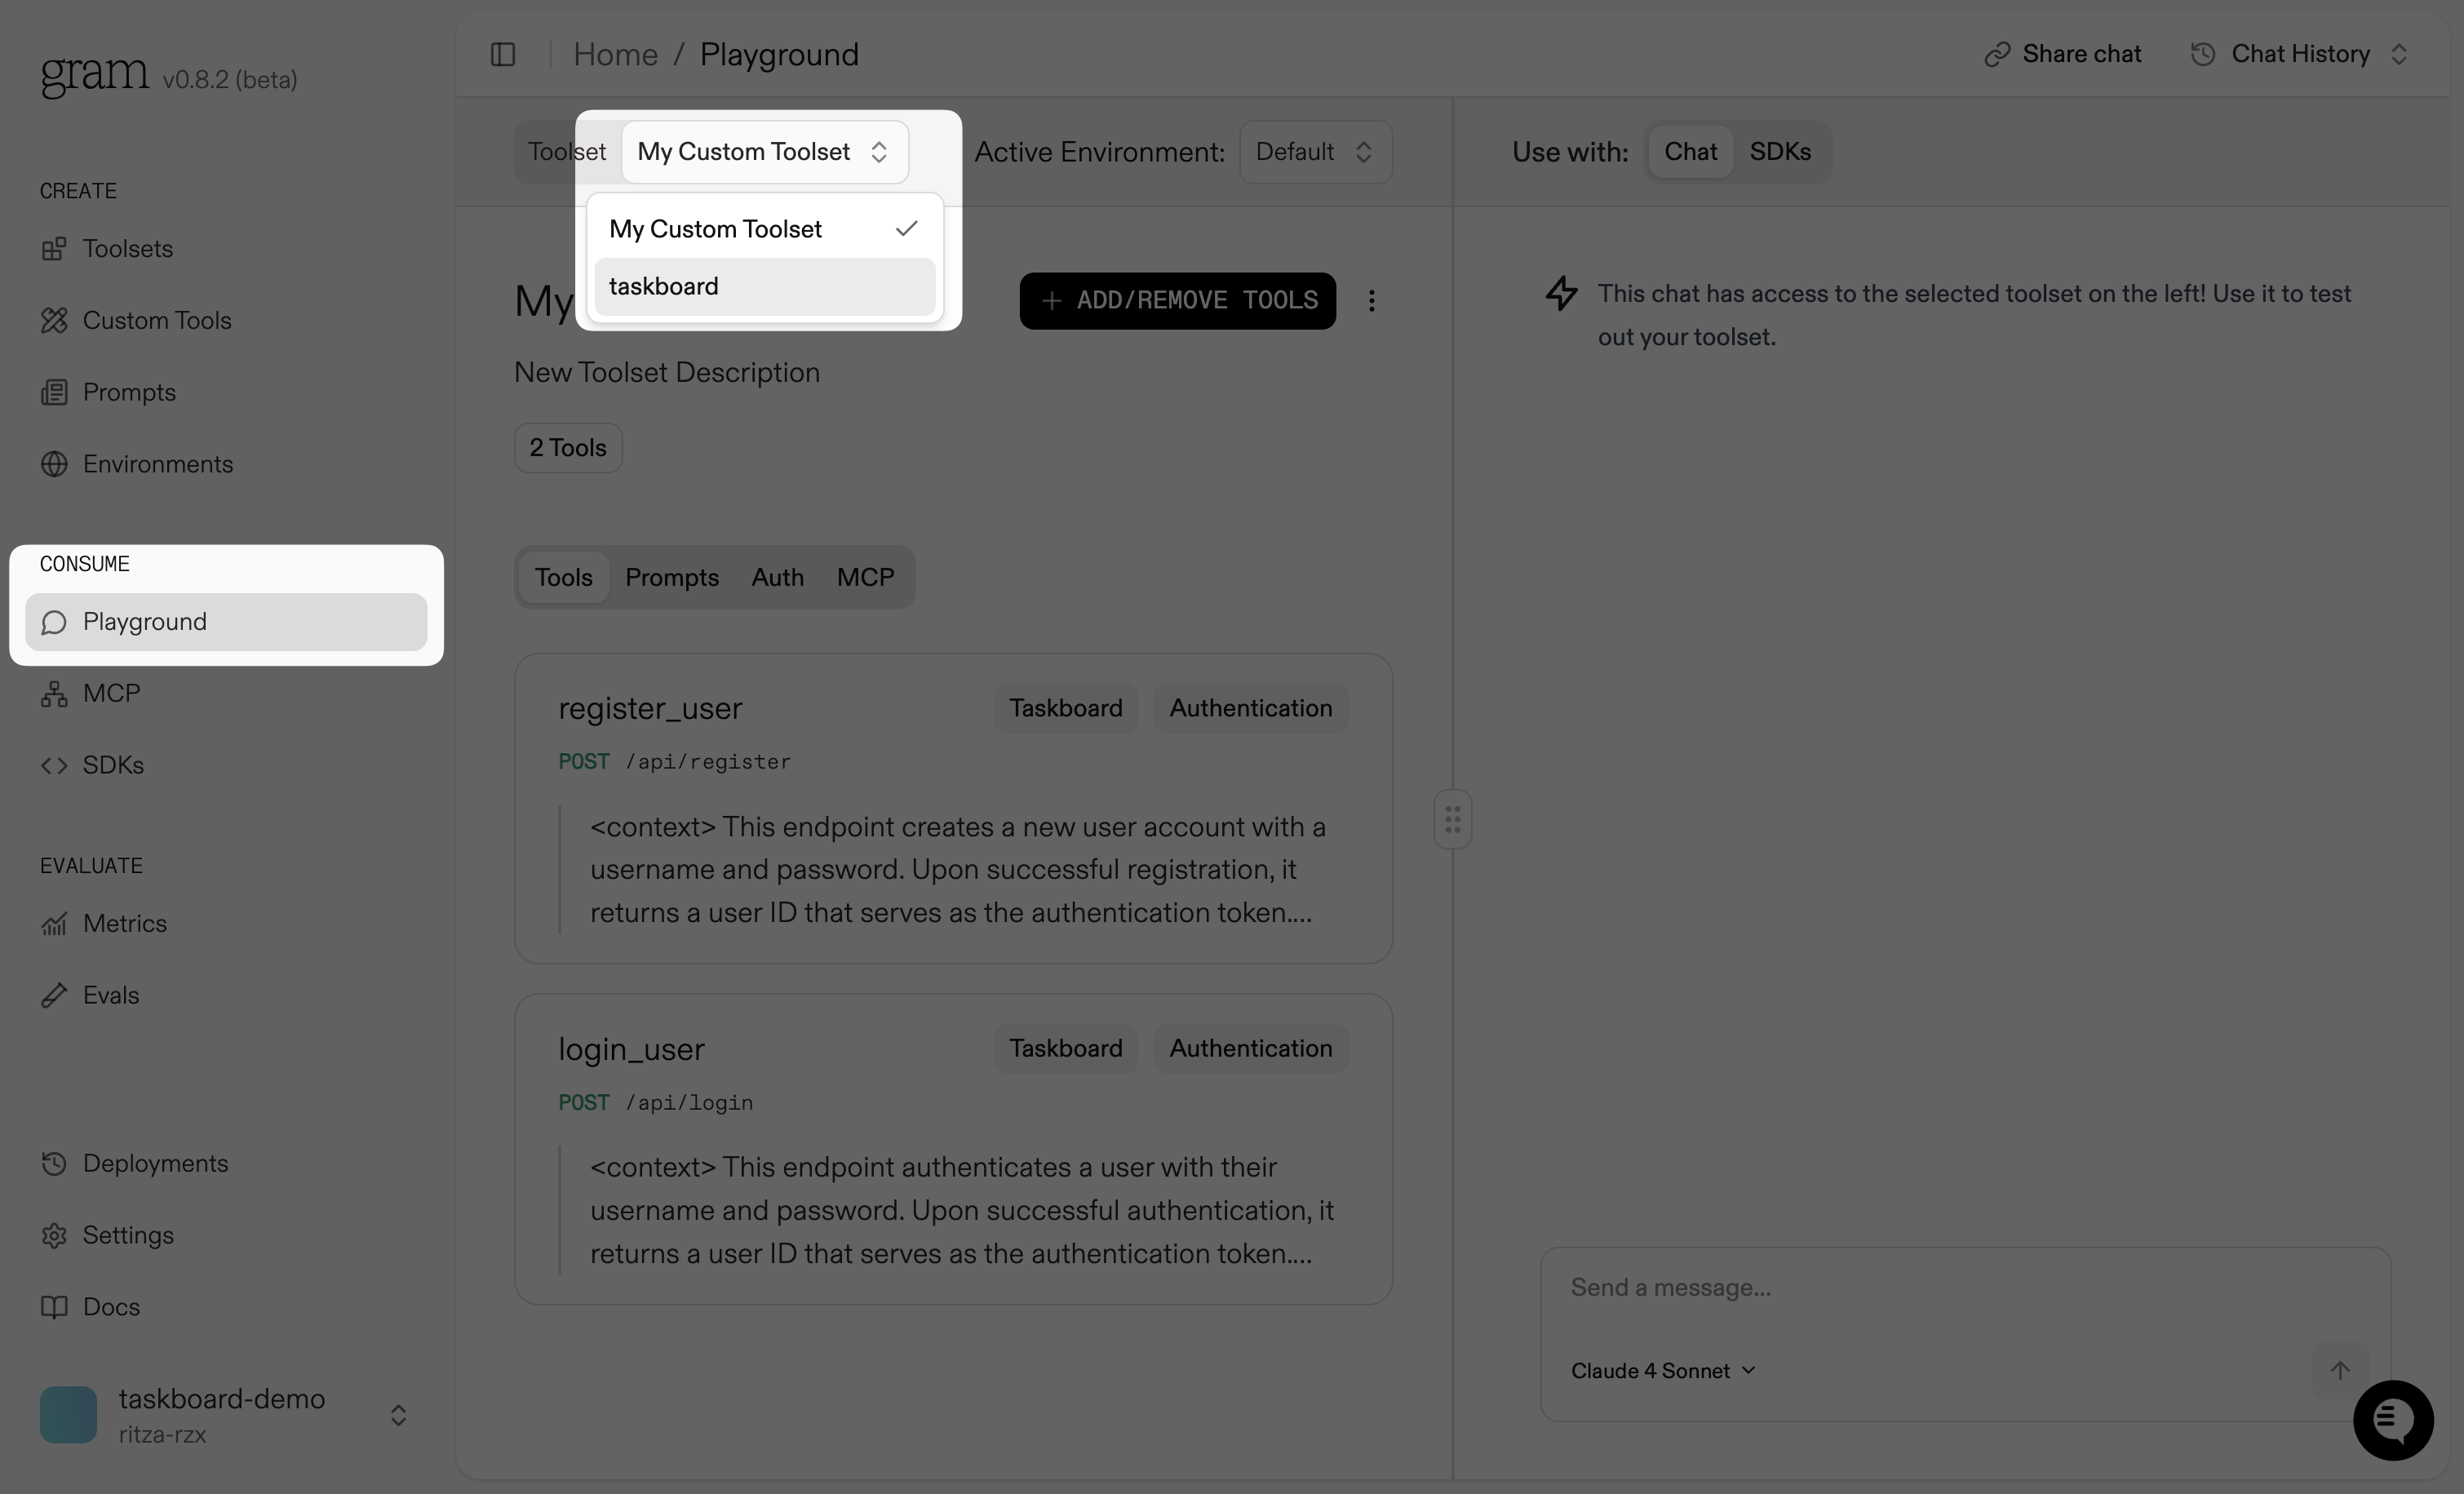 gram v0.8.2 (beta)
CREATE
Toolsets
Custom Tools
Prompts
Environments
CONSUME
Playground
MCP
SDKs
EVALUATE
Metrics
Evals
Deployments
Settings
Docs
taskboard-demo
ritza-rzx
Home / Playground
Share chat
Chat History
Toolset
My Custom Toolset
Active Environment:
Default
My Custom Toolset
taskboard
My
ADD/REMOVE TOOLS
New Toolset Description
2 Tools
Tools
Prompts
Auth
MCP
register_user
Taskboard
Authentication
POST /api/register
<context> This endpoint creates a new user account with a
username and password. Upon successful registration, it
returns a user ID that serves as the authentication token....
login_user
Taskboard
Authentication
POST /api/login
<context> This endpoint authenticates a user with their
username and password. Upon successful authentication, it
returns a user ID that serves as the authentication token....
Use with:
Chat
SDKs
This chat has access to the selected toolset on the left! Use it to test
out your toolset.
Send a message...
Claude 4 Sonnet